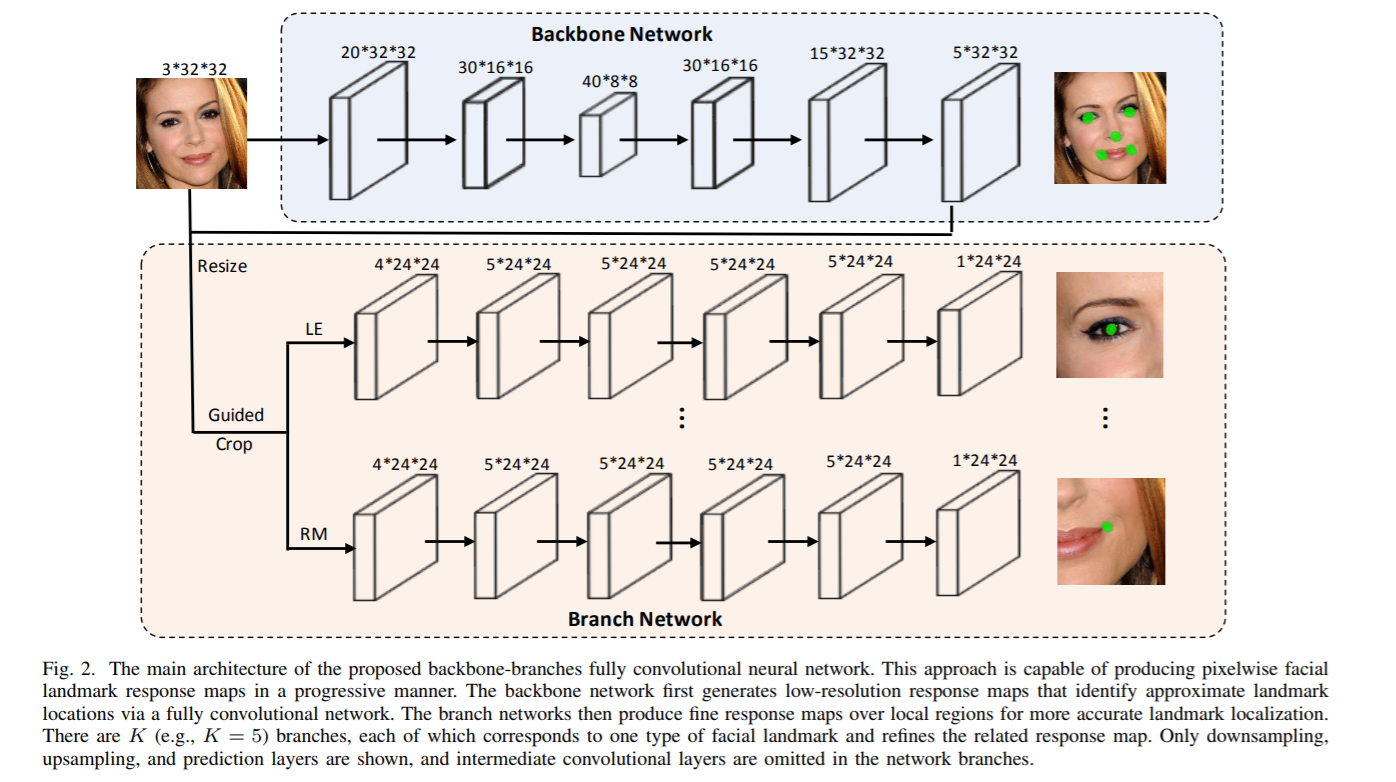 Backbone Network
3*32*32
20*32*32
30*16*16
40*8*8
30*16*16
15*32*32
5*32*32
Resize
4*24*24
5*24*24
5*24*24
5*24*24
5*24*24
1*24*24
LE
Guided
Crop
4*24*24
5*24*24
5*24*24
5*24*24
5*24*24
1*24*24
RM
Branch Network
Fig. 2. The main architecture of the proposed backbone-branches fully convolutional neural network. This approach is capable of producing pixelwise facial
landmark response maps in a progressive manner. The backbone network first generates low-resolution response maps that identify approximate landmark
locations via a fully convolutional network. The branch networks then produce fine response maps over local regions for more accurate landmark localization.
There are K (e.g., K = 5) branches, each of which corresponds to one type of facial landmark and refines the related response map. Only downsampling,
upsampling, and prediction layers are shown, and intermediate convolutional layers are omitted in the network branches.